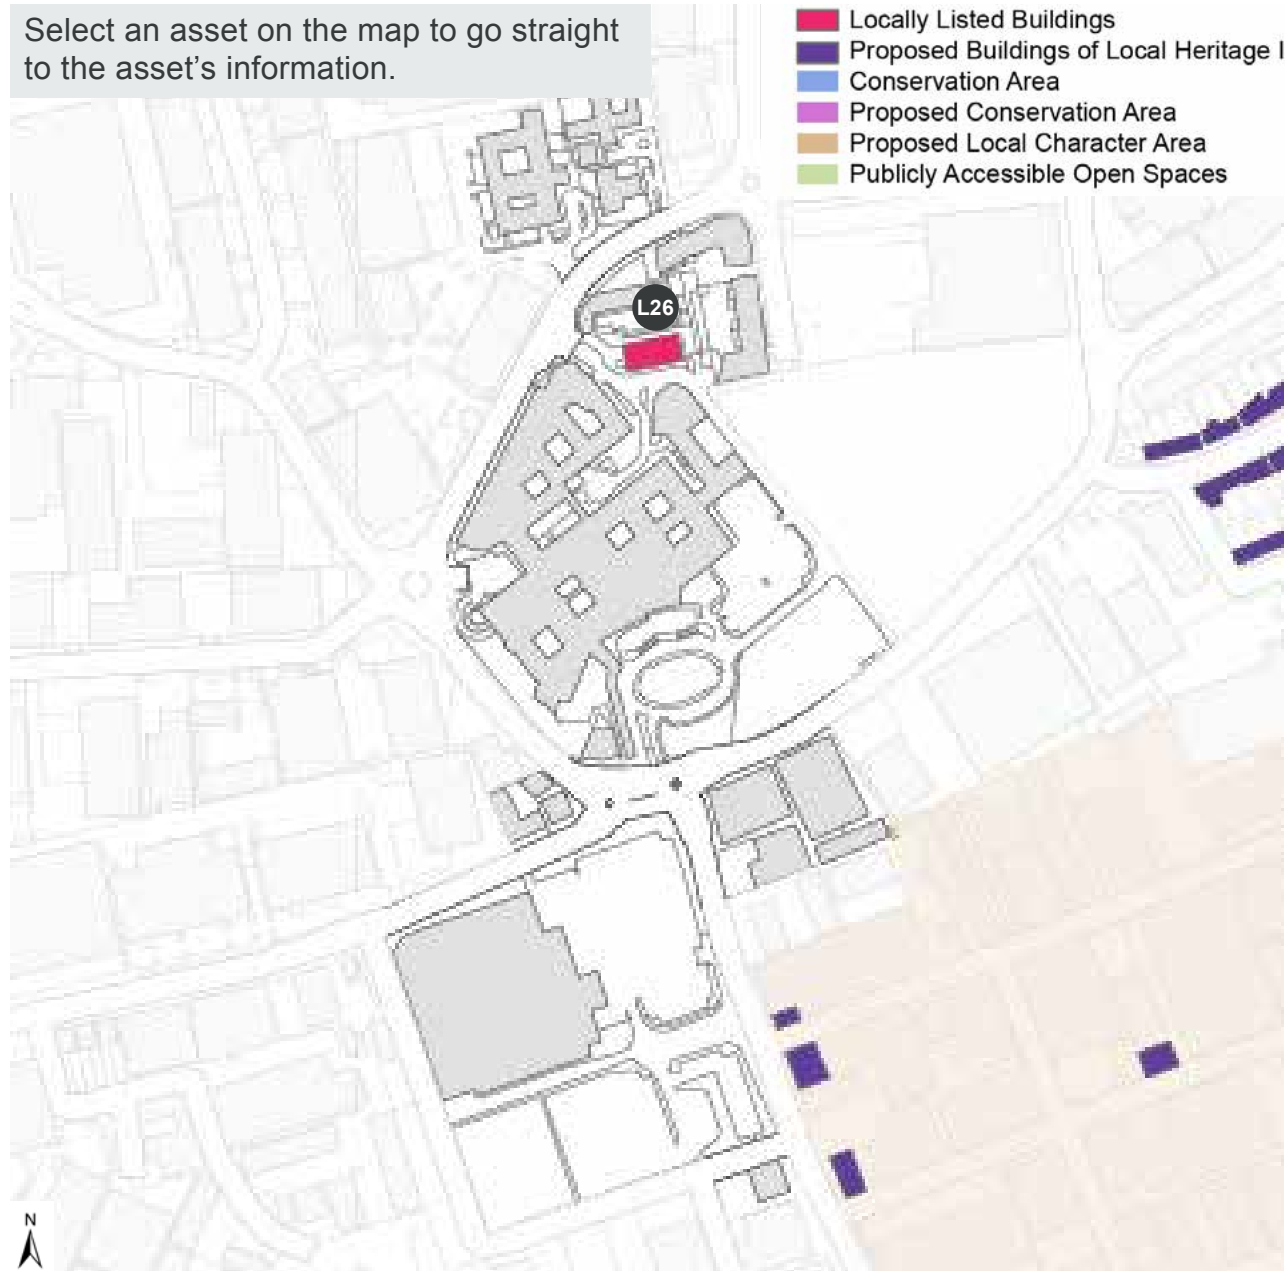 Select an asset on the map to go straight
to the asset's information.
Locally Listed Buildings
Proposed Buildings of Local Heritage
Conservation Area
Proposed Conservation Area
Proposed Local Character Area
Publicly Accessible Open Spaces
L26
N